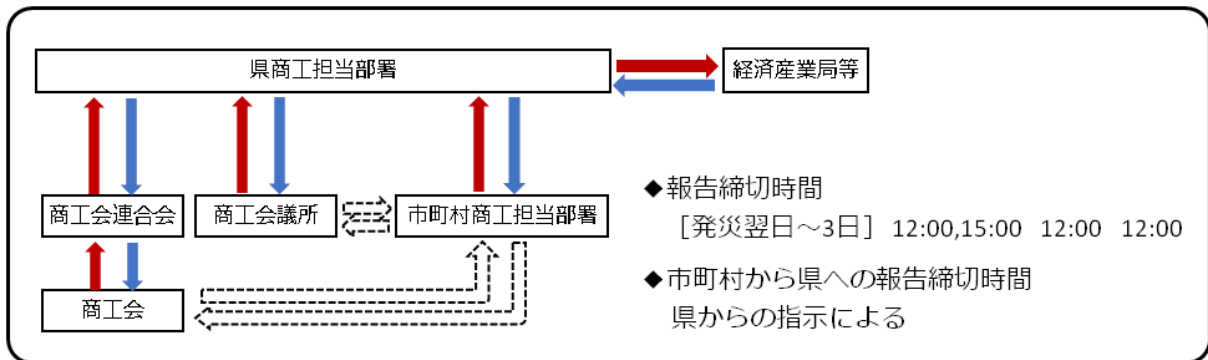 県商工担当部署
経済産業局等
商工会連合会
商工会議所
市町村商工担当部署
商工会
◆報告締切時間
［発災翌日～3日］ 12:00,15:00 12:00 12:00
◆市町村から県への報告締切時間
県からの指示による